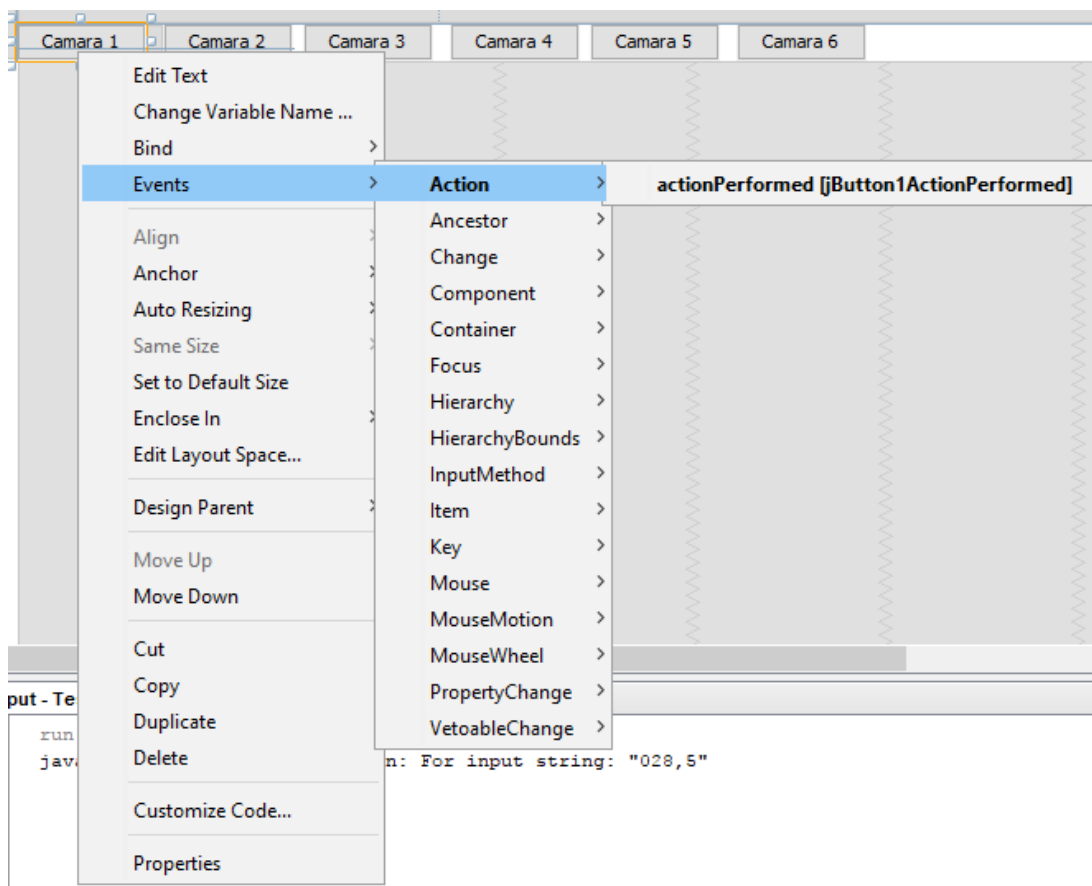 Camara 1 Camara 2 Camara 3 Camara 4 Camara 5 Camara 6
Edit Text
Change Variable Name ...
Bind
Events
Align
Anchor
Auto Resizing
Same Size
Set to Default Size
Enclose In
Edit Layout Space...
Design Parent
Move Up
Move Down
Cut
Copy
Duplicate
Delete
Customize Code...
Properties
Action
Ancestor
Change
Component
Container
Focus
Hierarchy
HierarchyBounds
InputMethod
Item
Key
Mouse
MouseMotion
MouseWheel
PropertyChange
VetoableChange
actionPerformed [jButton1ActionPerformed]
put - Te
run
java n: For input string: "028,5"